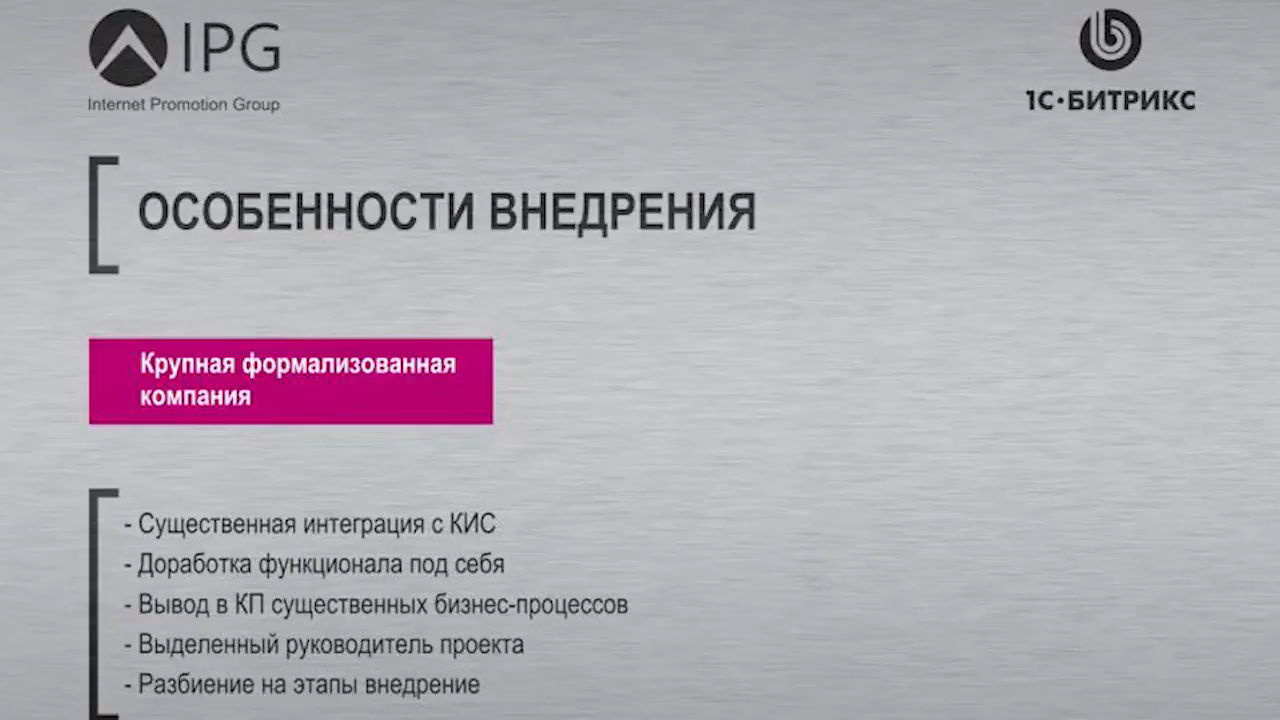 IPG
Internet Promotion Group
1С•БИТРИКС
ОСОБЕННОСТИ ВНЕДРЕНИЯ
Крупная формализованная
компания
- Существенная интеграция с КИС
- Доработка функционала под себя
- Вывод в КП существенных бизнес-процессов
- Выделенный руководитель проекта
- Разбиение на этапы внедрение